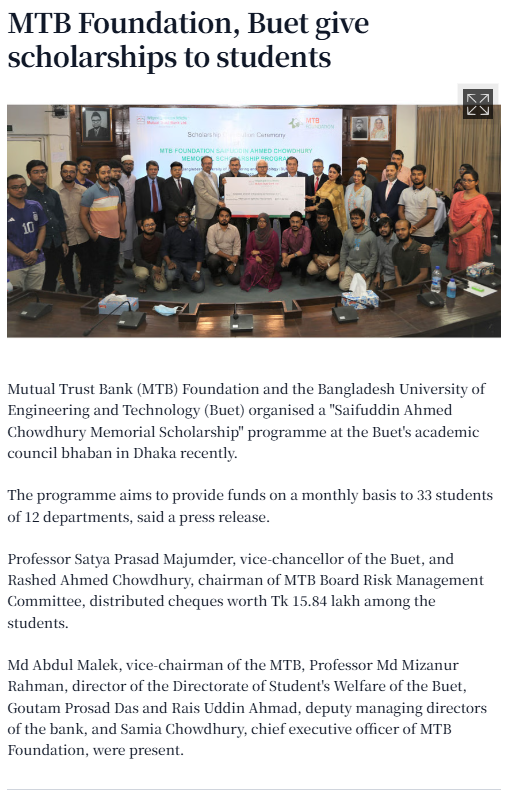 MTB Foundation, Buet give
scholarships to students
MTB
MTB FOUNDATION SAIFUDDIN AHMED CHOWDHURY
MEMORIAL SCHOLARSHIP PROGRAM
Mutual Trust Bank (MTB) Foundation and the Bangladesh University of
Engineering and Technology (Buet) organised a "Saifuddin Ahmed
Chowdhury Memorial Scholarship" programme at the Buet's academic
council bhaban in Dhaka recently.
The programme aims to provide funds on a monthly basis to 33 students
of 12 departments, said a press release.
Professor Satya Prasad Majumder, vice-chancellor of the Buet, and
Rashed Ahmed Chowdhury, chairman of MTB Board Risk Management
Committee, distributed cheques worth Tk 15.84 lakh among the
students.
Md Abdul Malek, vice-chairman of the MTB, Professor Md Mizanur
Rahman, director of the Directorate of Student's Welfare of the Buet,
Goutam Prosad Das and Rais Uddin Ahmad, deputy managing directors
of the bank, and Samia Chowdhury, chief executive officer of MTB
Foundation, were present.